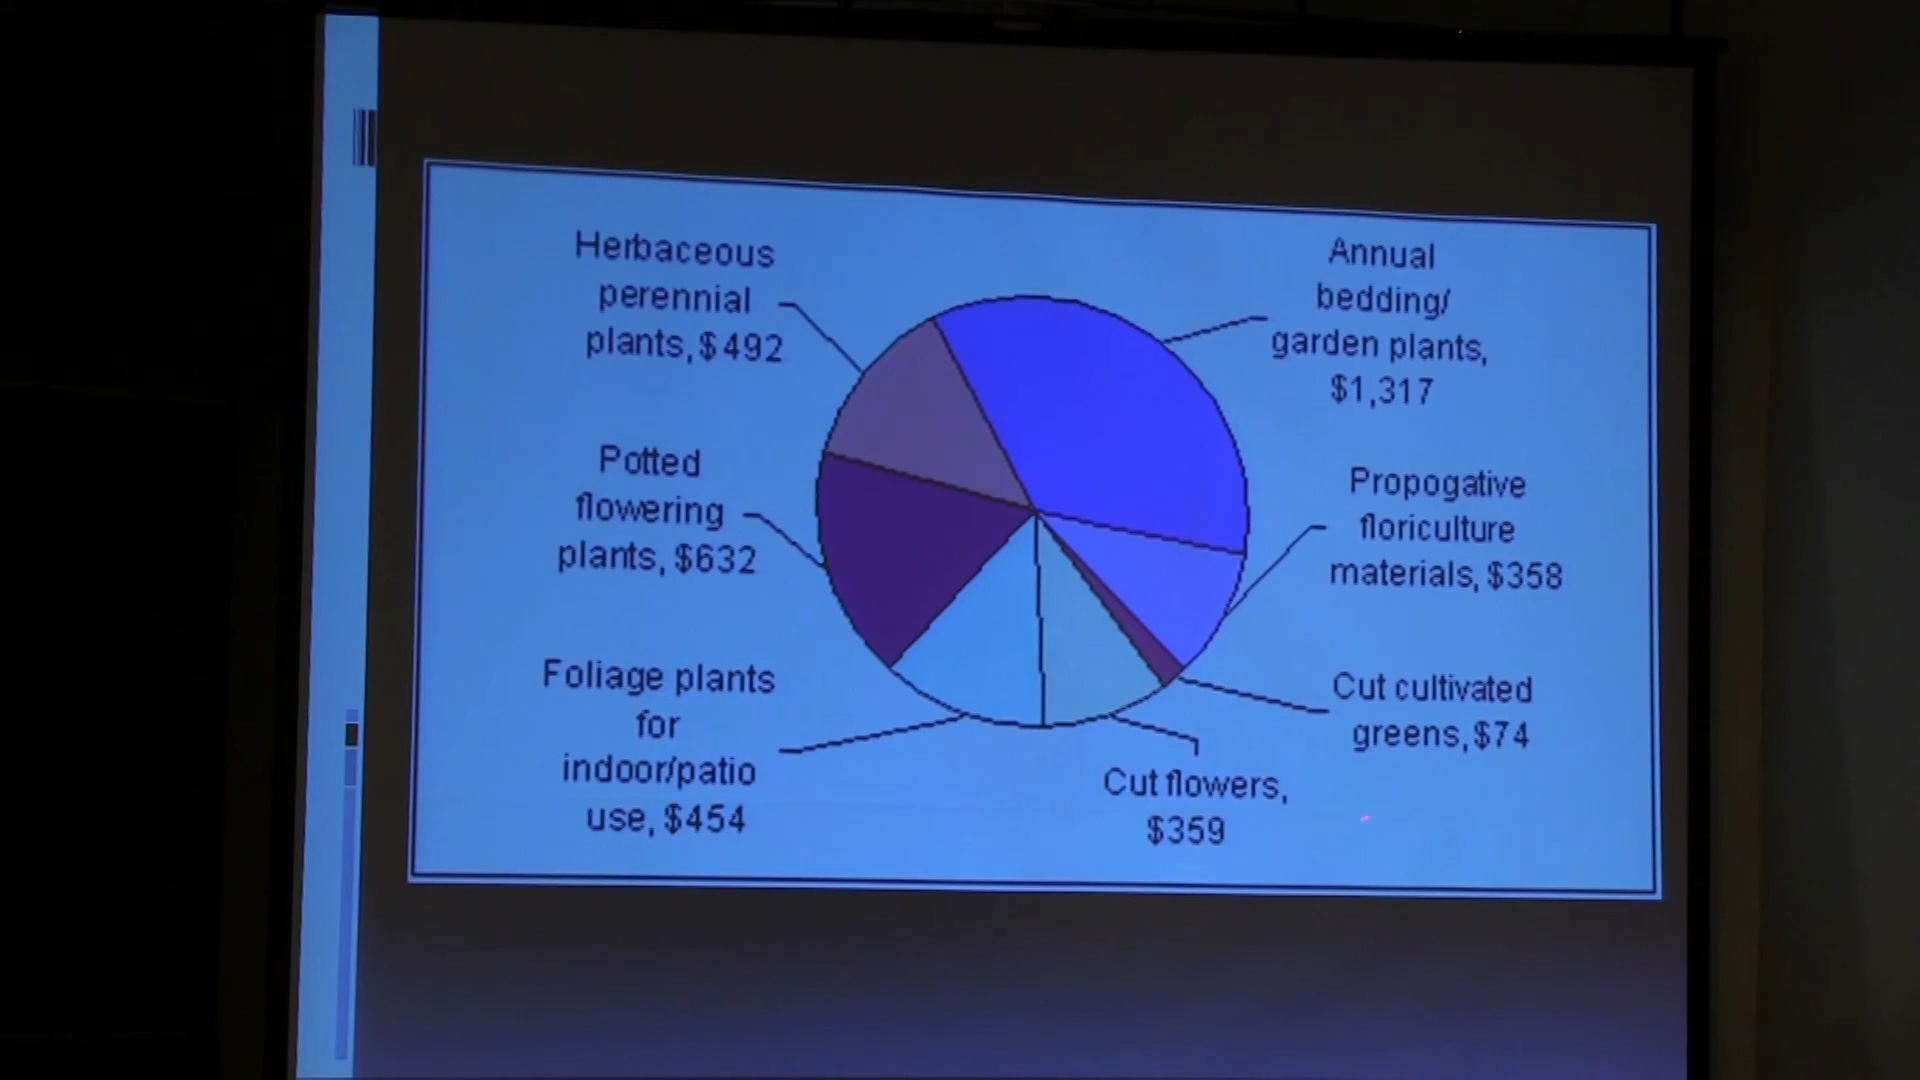 Herbaceous
perennial
plants, $492
Annual
bedding/
garden plants,
$1,317
Potted
flowering
plants, $632
Propogative
floriculture
materials, $358
Foliage plants
for
indoor/patio
use, $454
Cut cultivated
greens, $74
Cut flowers,
$359